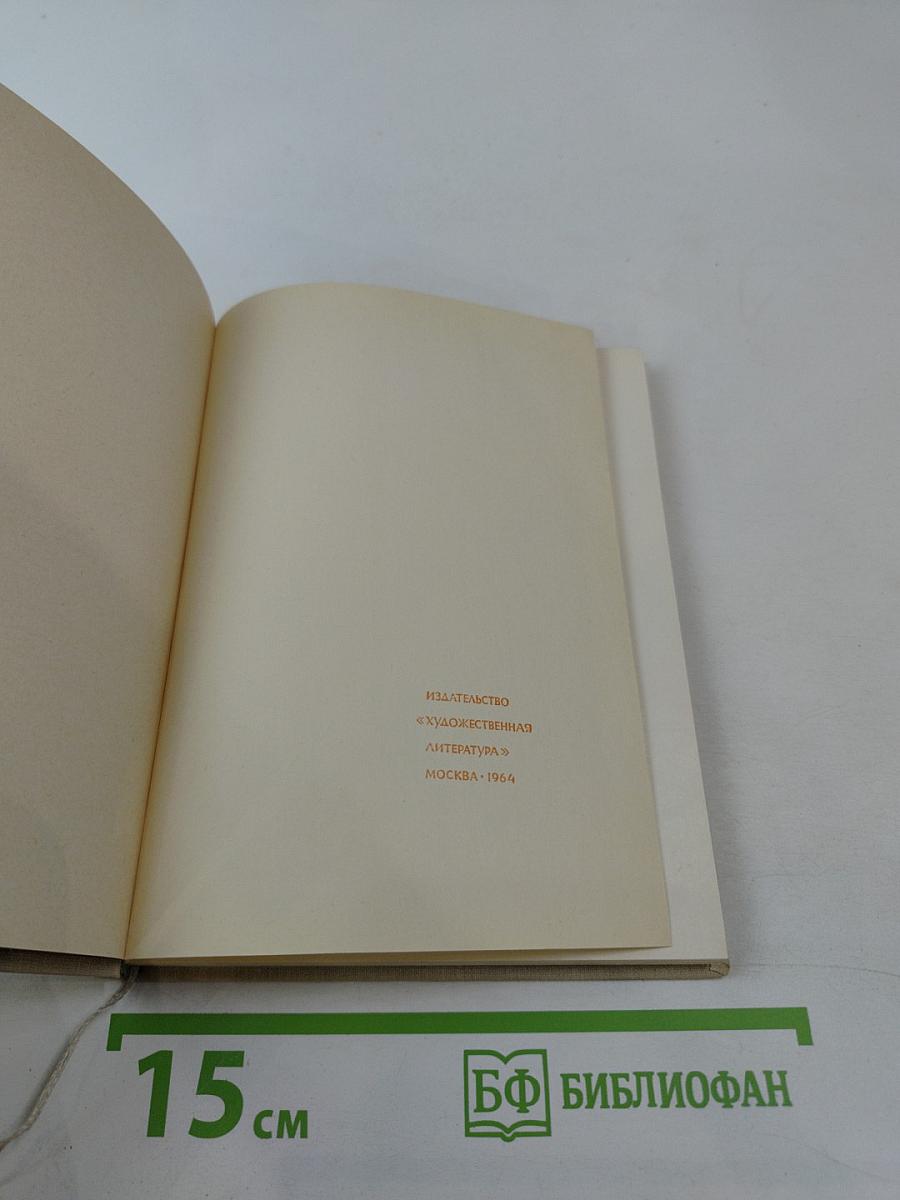 ИЗДАТЕЛЬСТВО
«ХУДОЖЕСТВЕННАЯ
ЛИТЕРАТУРА»
МОСКВА · 1964
15 см
БФ БИБЛИОФАН